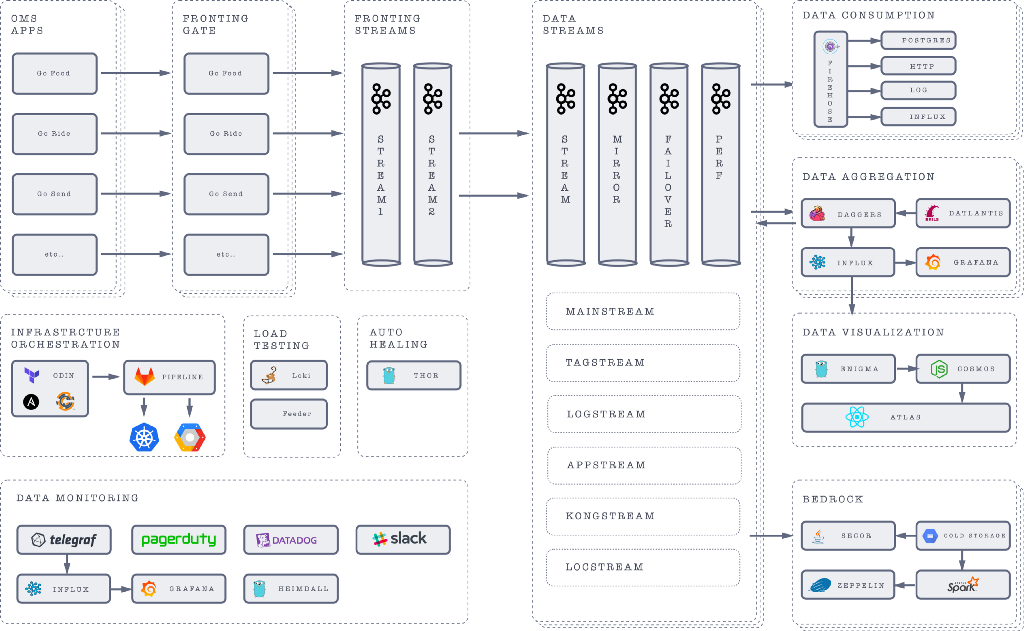 OMS
APPS
Go Food
Go Ride
Go Send
etc..
FRONTING
GATE
Go Food
Go Ride
Go Send
etc..
FRONTING
STREAMS
STREAM1
STREAM2
DATA
STREAMS
STREAM
MIRROR
FAILOVER
PERF
MAINSTREAM
TAGSTREAM
LOGSTREAM
APPSTREAM
KONGSTREAM
LOCSTREAM
DATA CONSUMPTION
FIREHOSE
POSTGRES
HTTP
LOG
INFLUX
DATA AGGREGATION
DAGGERS
DATLANTIS
INFLUX
GRAFANA
DATA VISUALIZATION
ENIGMA
JS
COSMOS
ATLAS
INFRASTRCTURE
ORCHESTRATION
ODIN
A
PIPELINE
LOAD
TESTING
Loki
Feeder
AUTO
HEALING
THOR
DATA MONITORING
telegraf
pagerduty
DATADOG
slack
INFLUX
GRAFANA
HEIMDALL
BEDROCK
SECOR
COLD STORAGE
ZEPPELIN
Spark